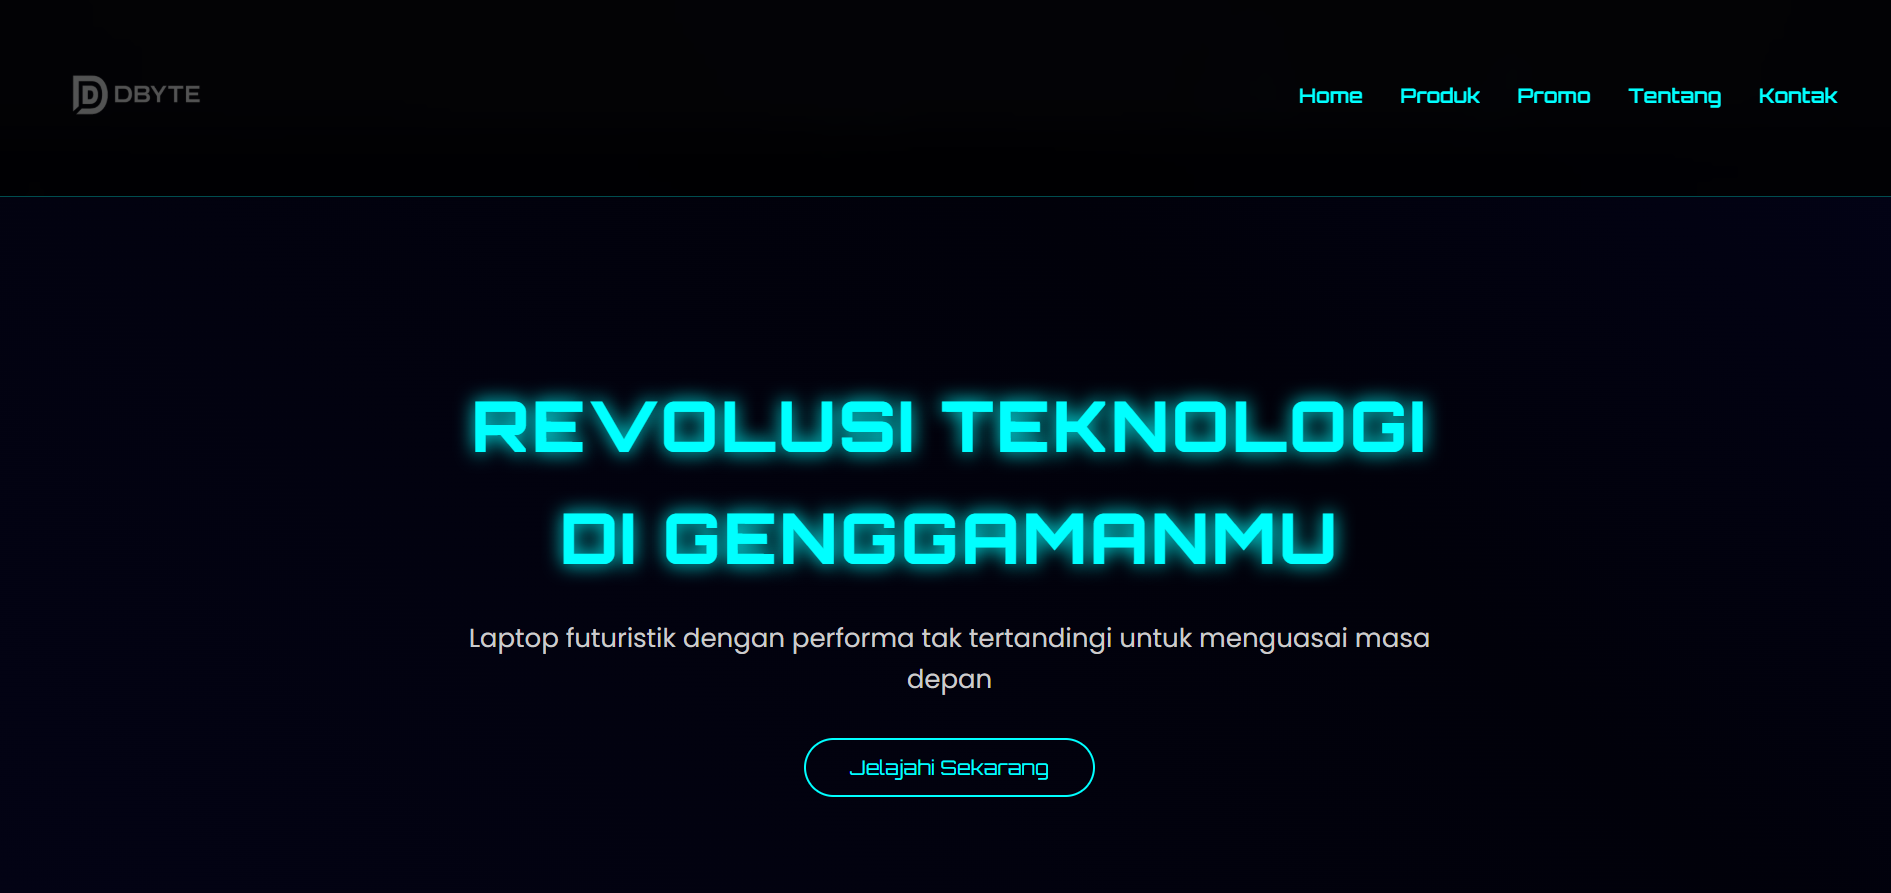 DBYTE
Home Produk Promo Tentang Kontak
REVOLUSI TEKNOLOGI
DI GENGGAMANMU
Laptop futuristik dengan performa tak tertandingi untuk menguasai masa
depan
Jelajahi Sekarang